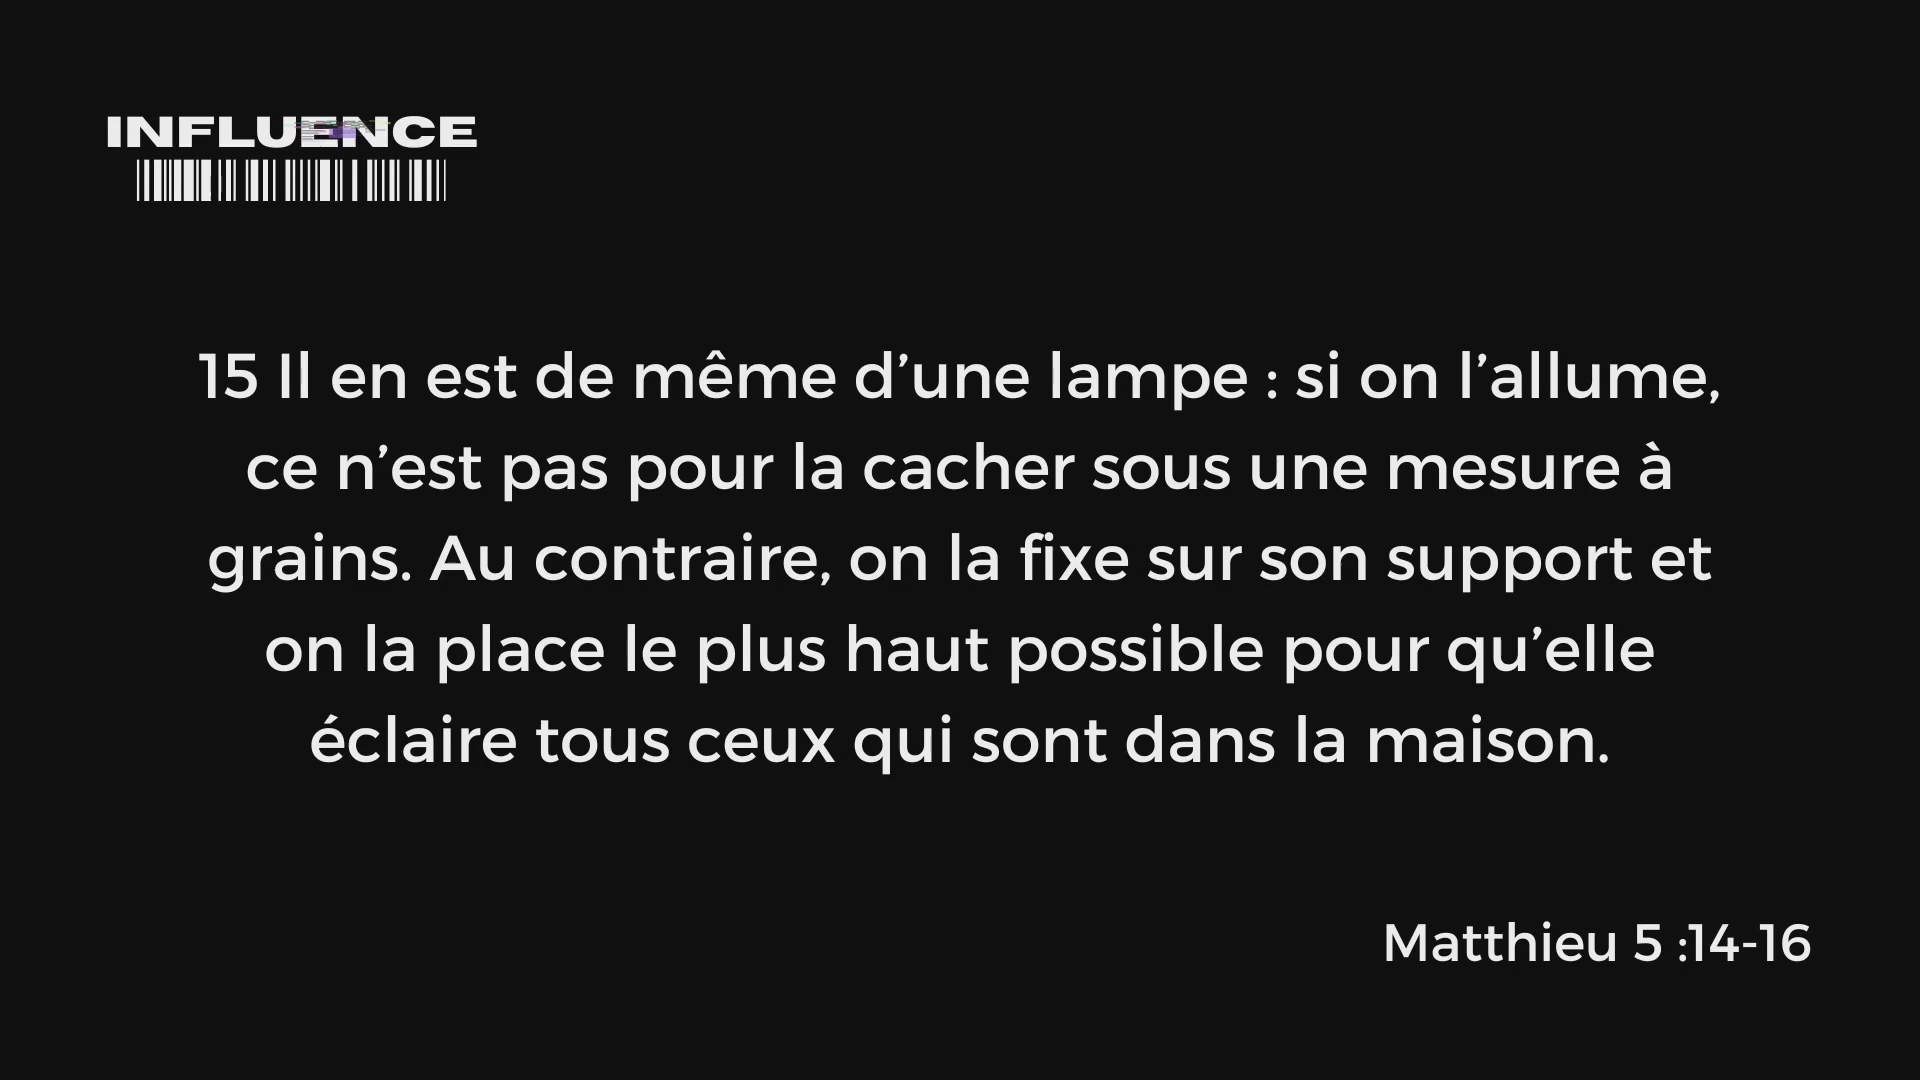 INFLUENCE
15 Il en est de même d’une lampe : si on l’allume,
ce n’est pas pour la cacher sous une mesure à
grains. Au contraire, on la fixe sur son support et
on la place le plus haut possible pour qu’elle
éclaire tous ceux qui sont dans la maison.
Matthieu 5 :14-16